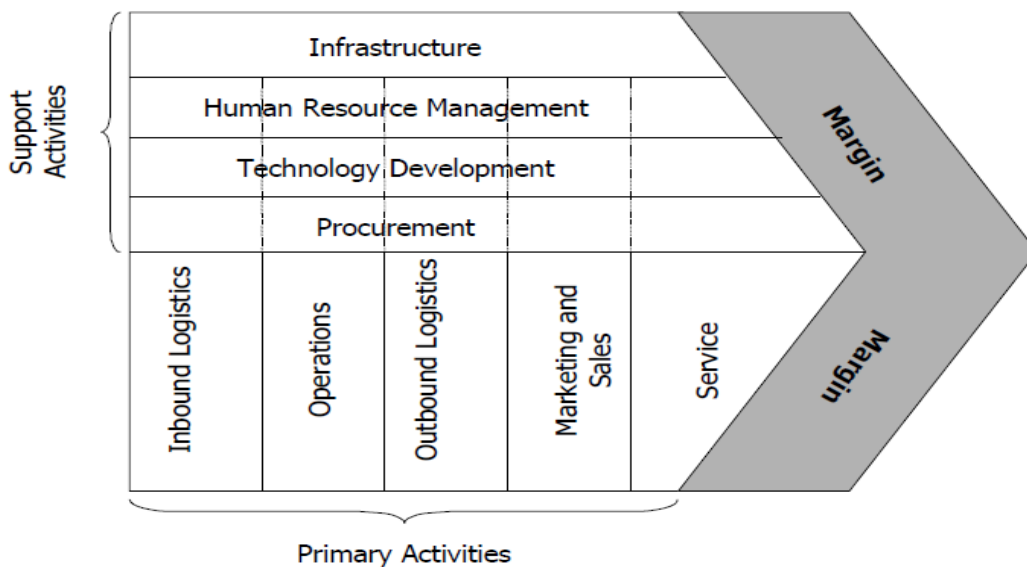 Support
Activities
Infrastructure
Human Resource Management
Technology Development
Procurement
Margin
Inbound Logistics
Operations
Outbound Logistics
Marketing and
Sales
Service
Margin
Primary Activities